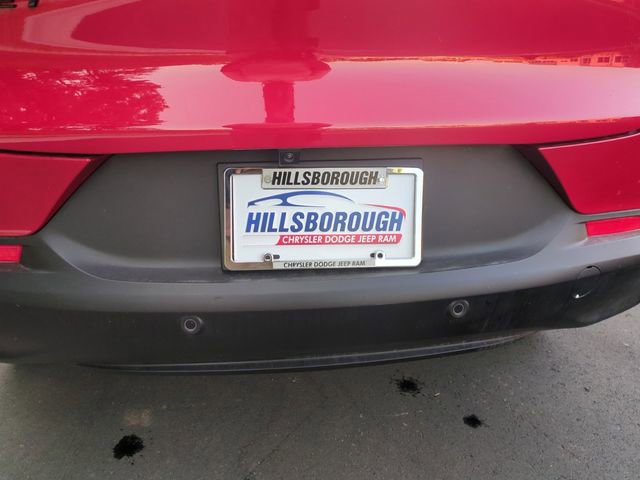 HILLSBOROUGH
HILLSBOROUGH
CHRYSLER DODGE JEEP RAM
CHRYSLER DODGE JEEP RAM